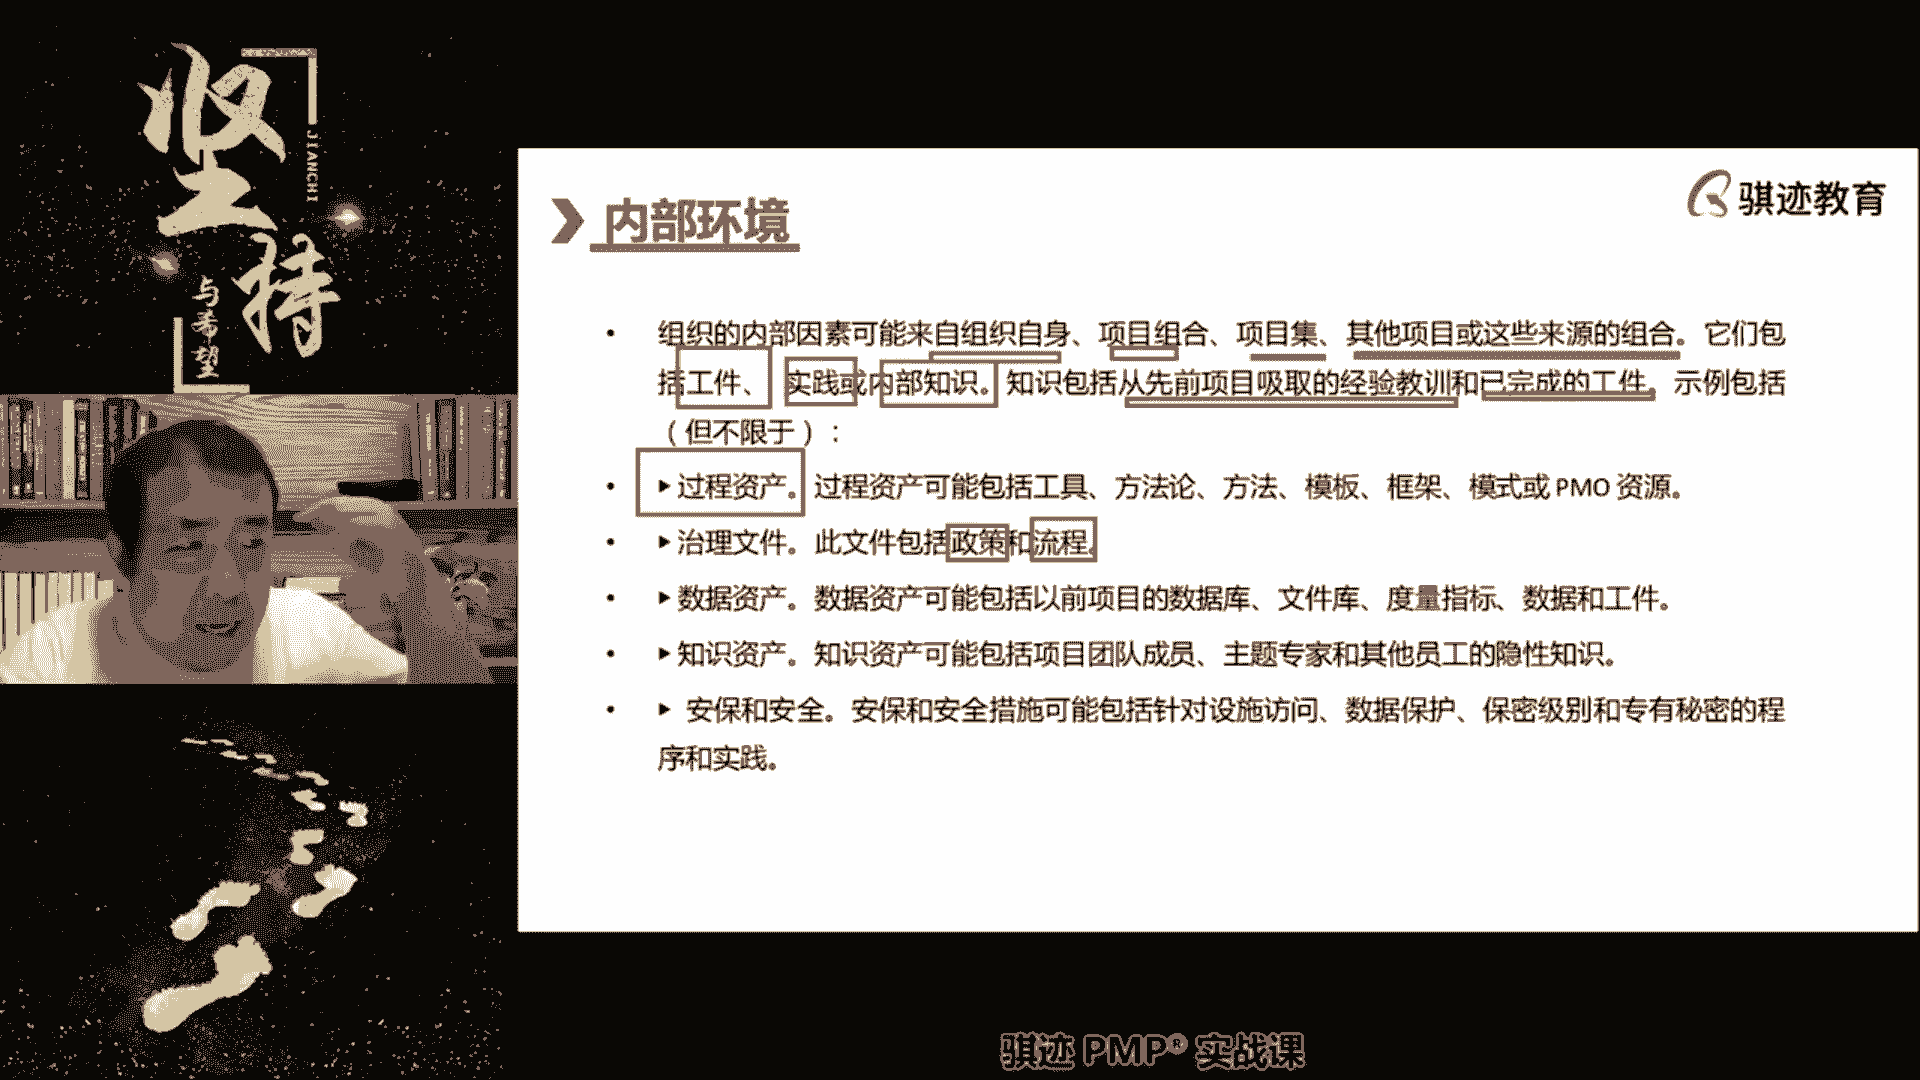 坚持
JIANCHI
与希望
骐迹教育
内部环境
• 组织的内部因素可能来自组织自身、项目组合、项目集、其他项目或这些来源的组合。它们包
括工件、 实践或内部知识。知识包括从先前项目吸取的经验教训和已完成的工件。示例包括
（但不限于）：
• ▶过程资产。过程资产可能包括工具、方法论、方法、模板、框架、模式或 PMO 资源。
• ▶治理文件。此文件包括政策和流程。
• ▶数据资产。数据资产可能包括以前项目的数据库、文件库、度量指标、数据和工件。
• ▶知识资产。知识资产可能包括项目团队成员、主题专家和其他员工的隐性知识。
• ▶ 安保和安全。安保和安全措施可能包括针对设施访问、数据保护、保密级别和专有秘密的程
序和实践。
骐迹 PMP® 实战课